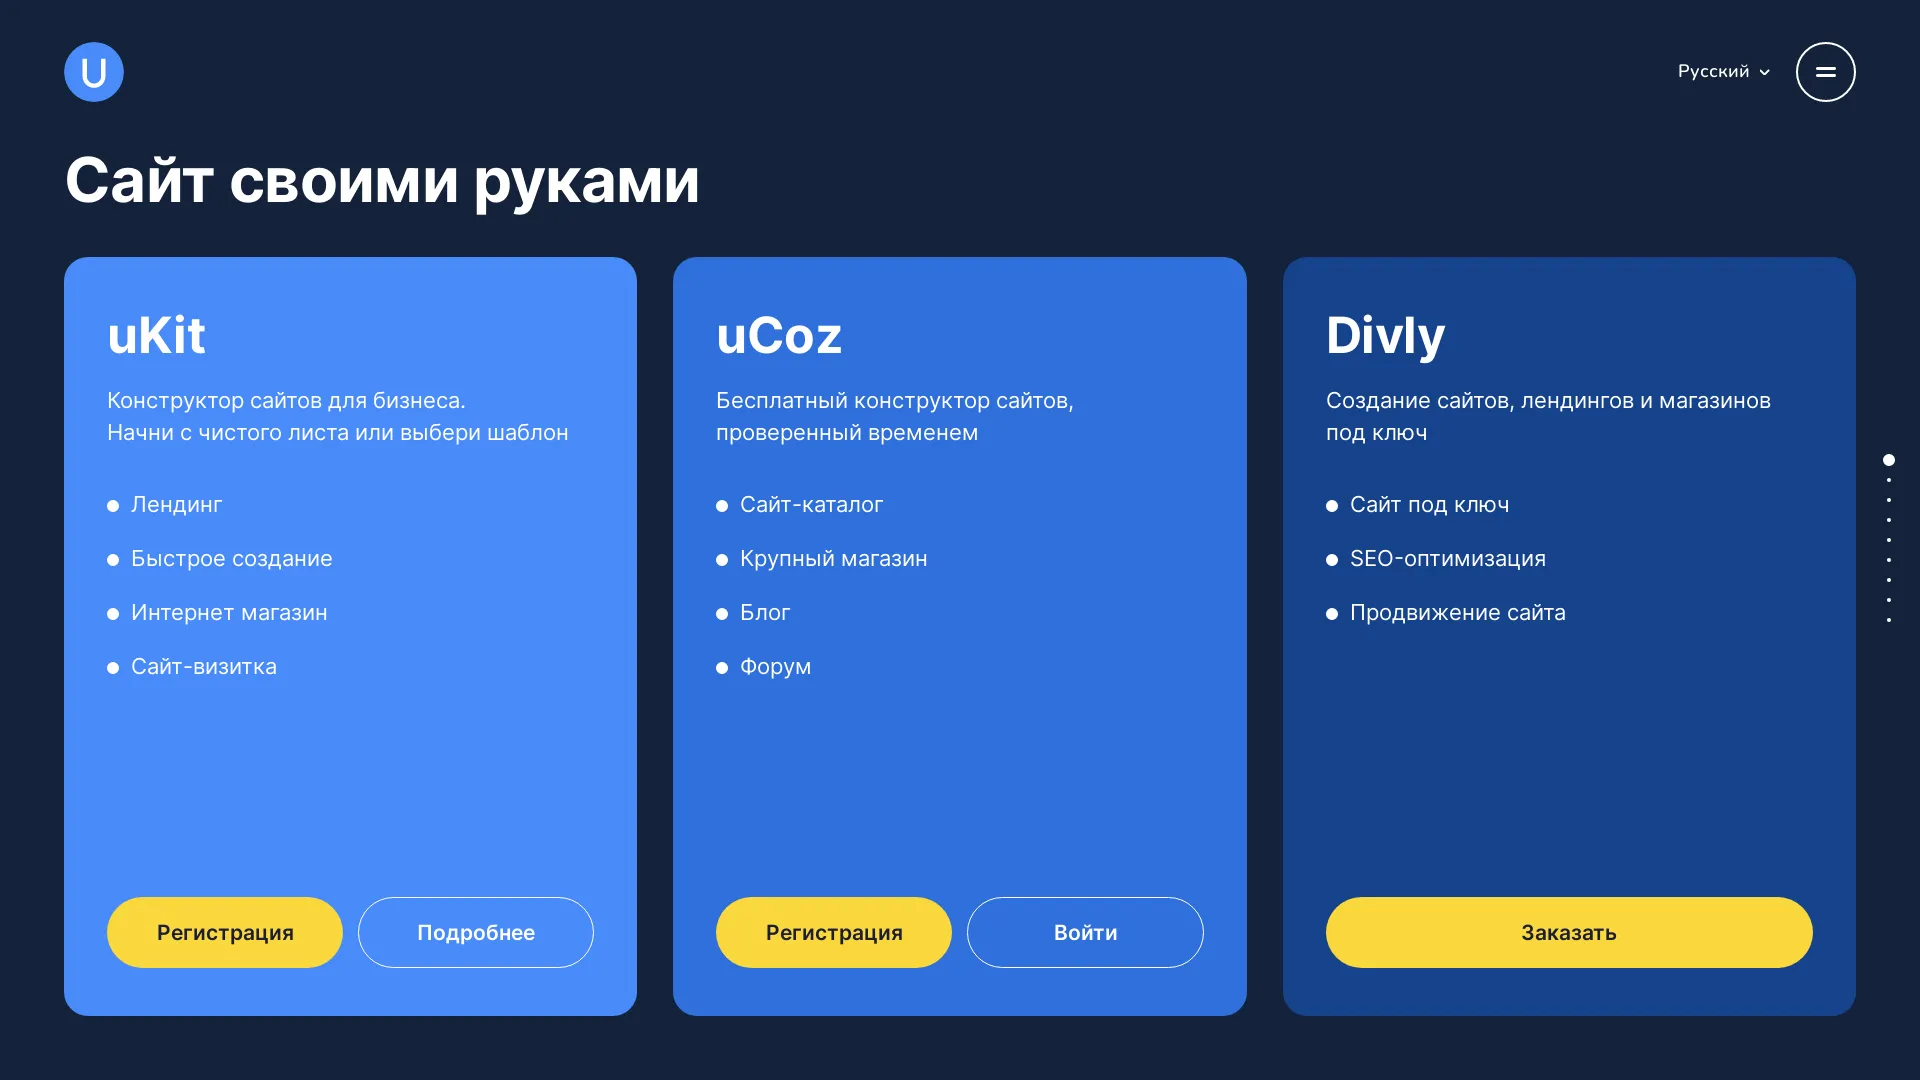 U
Русский
Сайт своими руками
uKit
Конструктор сайтов для бизнеса.
Начни с чистого листа или выбери шаблон
Лендинг
Быстрое создание
Интернет магазин
Сайт-визитка
Регистрация
Подробнее
uCoz
Бесплатный конструктор сайтов,
проверенный временем
Сайт-каталог
Крупный магазин
Блог
Форум
Регистрация
Войти
Divly
Создание сайтов, лендингов и магазинов
под ключ
Сайт под ключ
SEO-оптимизация
Продвижение сайта
Заказать